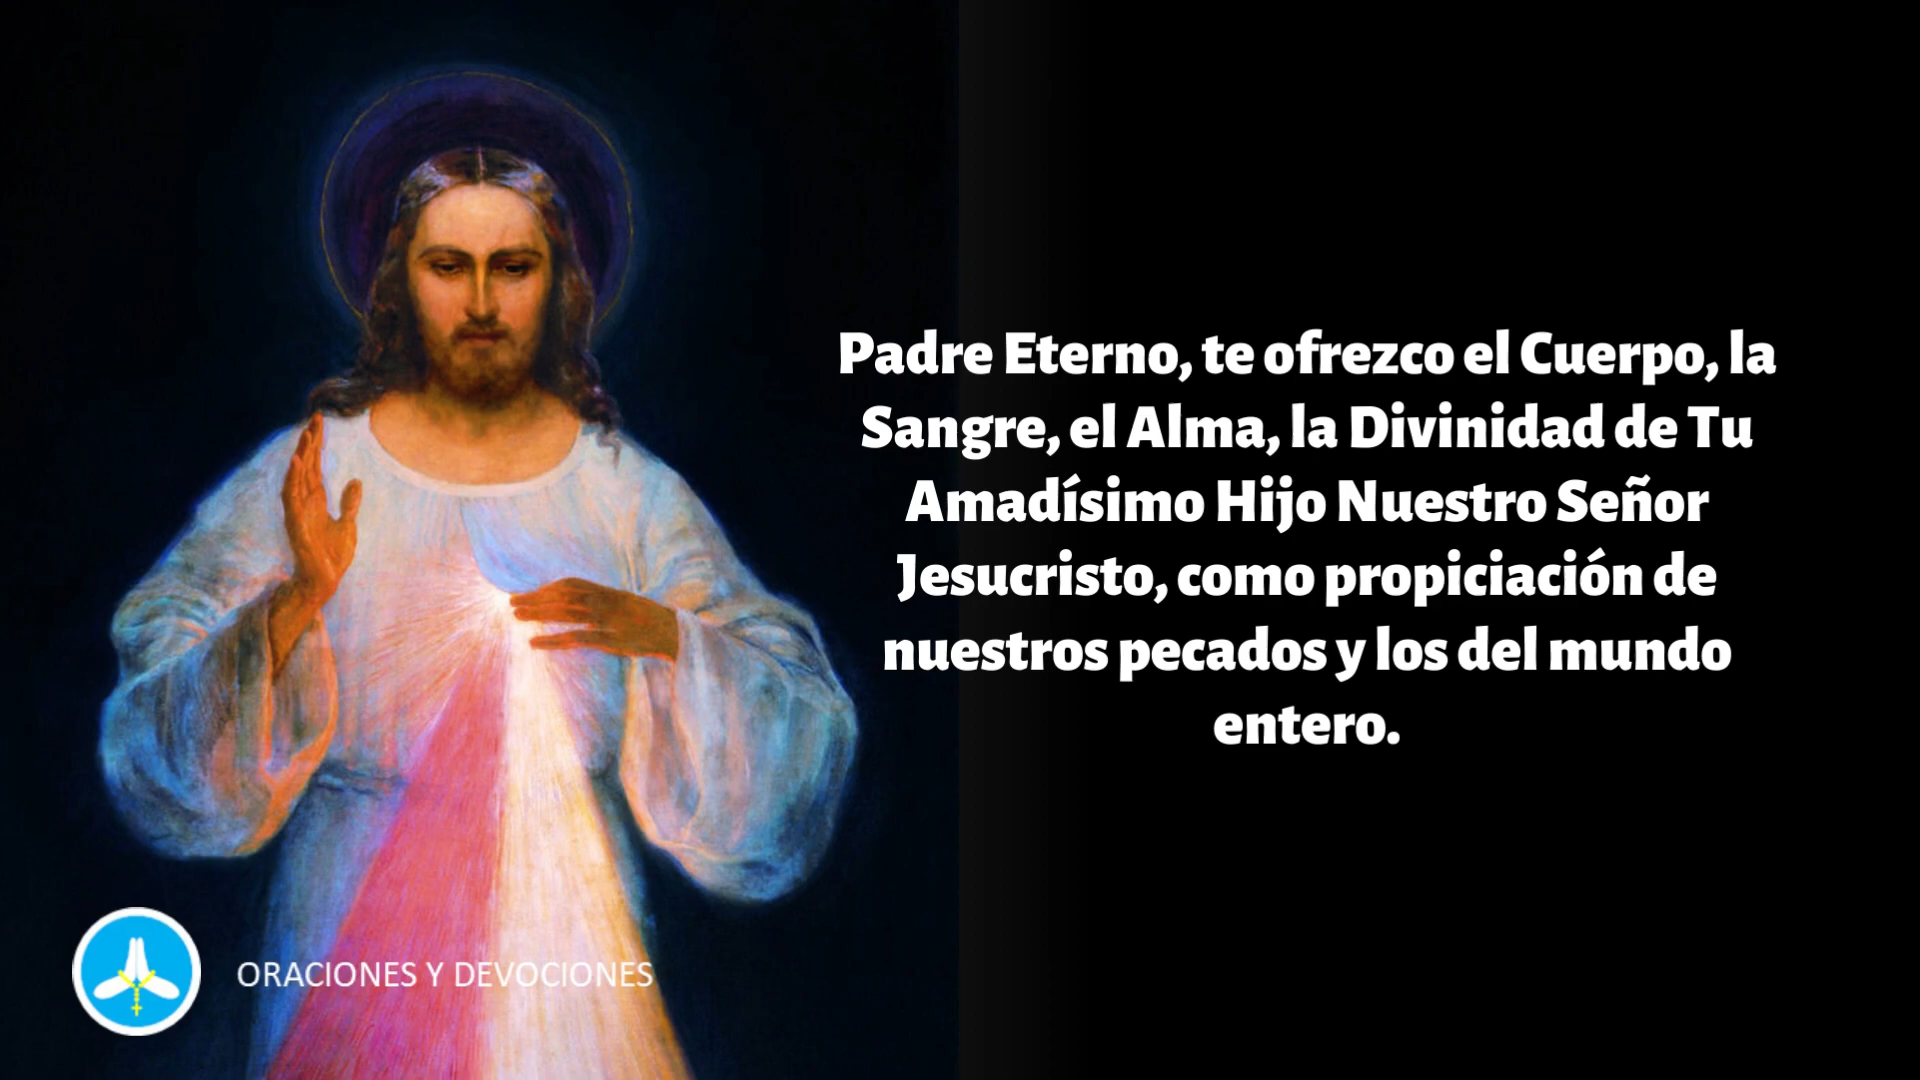 Padre Eterno, te ofrezco el Cuerpo, la
Sangre, el Alma, la Divinidad de Tu
Amadísimo Hijo Nuestro Señor
Jesucristo, como propiciación de
nuestros pecados y los del mundo
entero.
ORACIONES Y DEVOCIONES